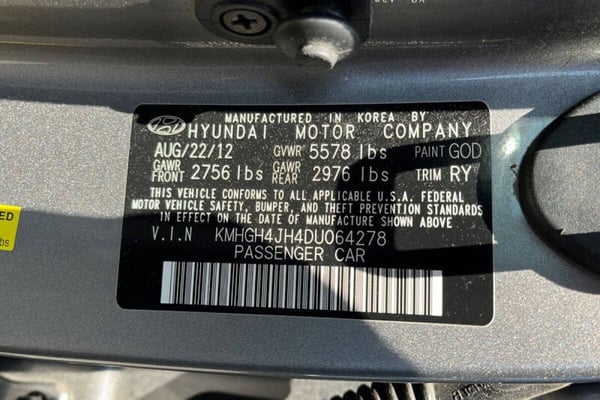 MANUFACTURED IN KOREA BY
HYUNDAI MOTOR COMPANY
AUG/22/12 GVWR 5578 lbs PAINT GOD
GAWR FRONT 2756 lbs GAWR REAR 2976 lbs TRIM RY
THIS VEHICLE CONFORMS TO ALL APPLICABLE U.S.A. FEDERAL
MOTOR VEHICLE SAFETY, BUMPER, AND THEFT PREVENTION STANDARDS
IN EFFECT ON THE DATE OF MANUFACTURE SHOWN ABOVE
V.I.N KMHGH4JH4DU064278
PASSENGER CAR